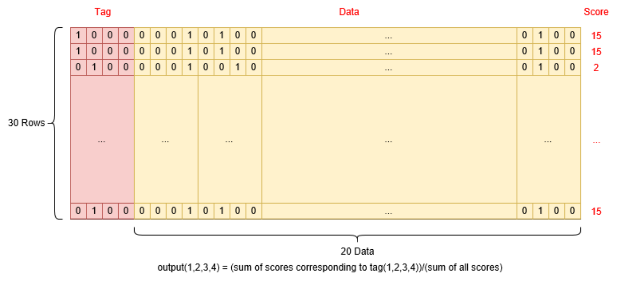 Tag Data Score
1 0 0 0 0 0 0 1 0 1 0 0 ... 0 1 0 0 15
1 0 0 0 0 0 0 1 0 1 0 0 ... 0 1 0 0 15
0 1 0 0 0 0 0 1 0 0 1 0 ... 0 1 0 0 2
30 Rows
... ... ... ... ... ...
0 1 0 0 0 0 0 1 0 1 0 0 ... 0 1 0 0 15
20 Data
output(1,2,3,4) = (sum of scores corresponding to tag(1,2,3,4))/(sum of all scores)